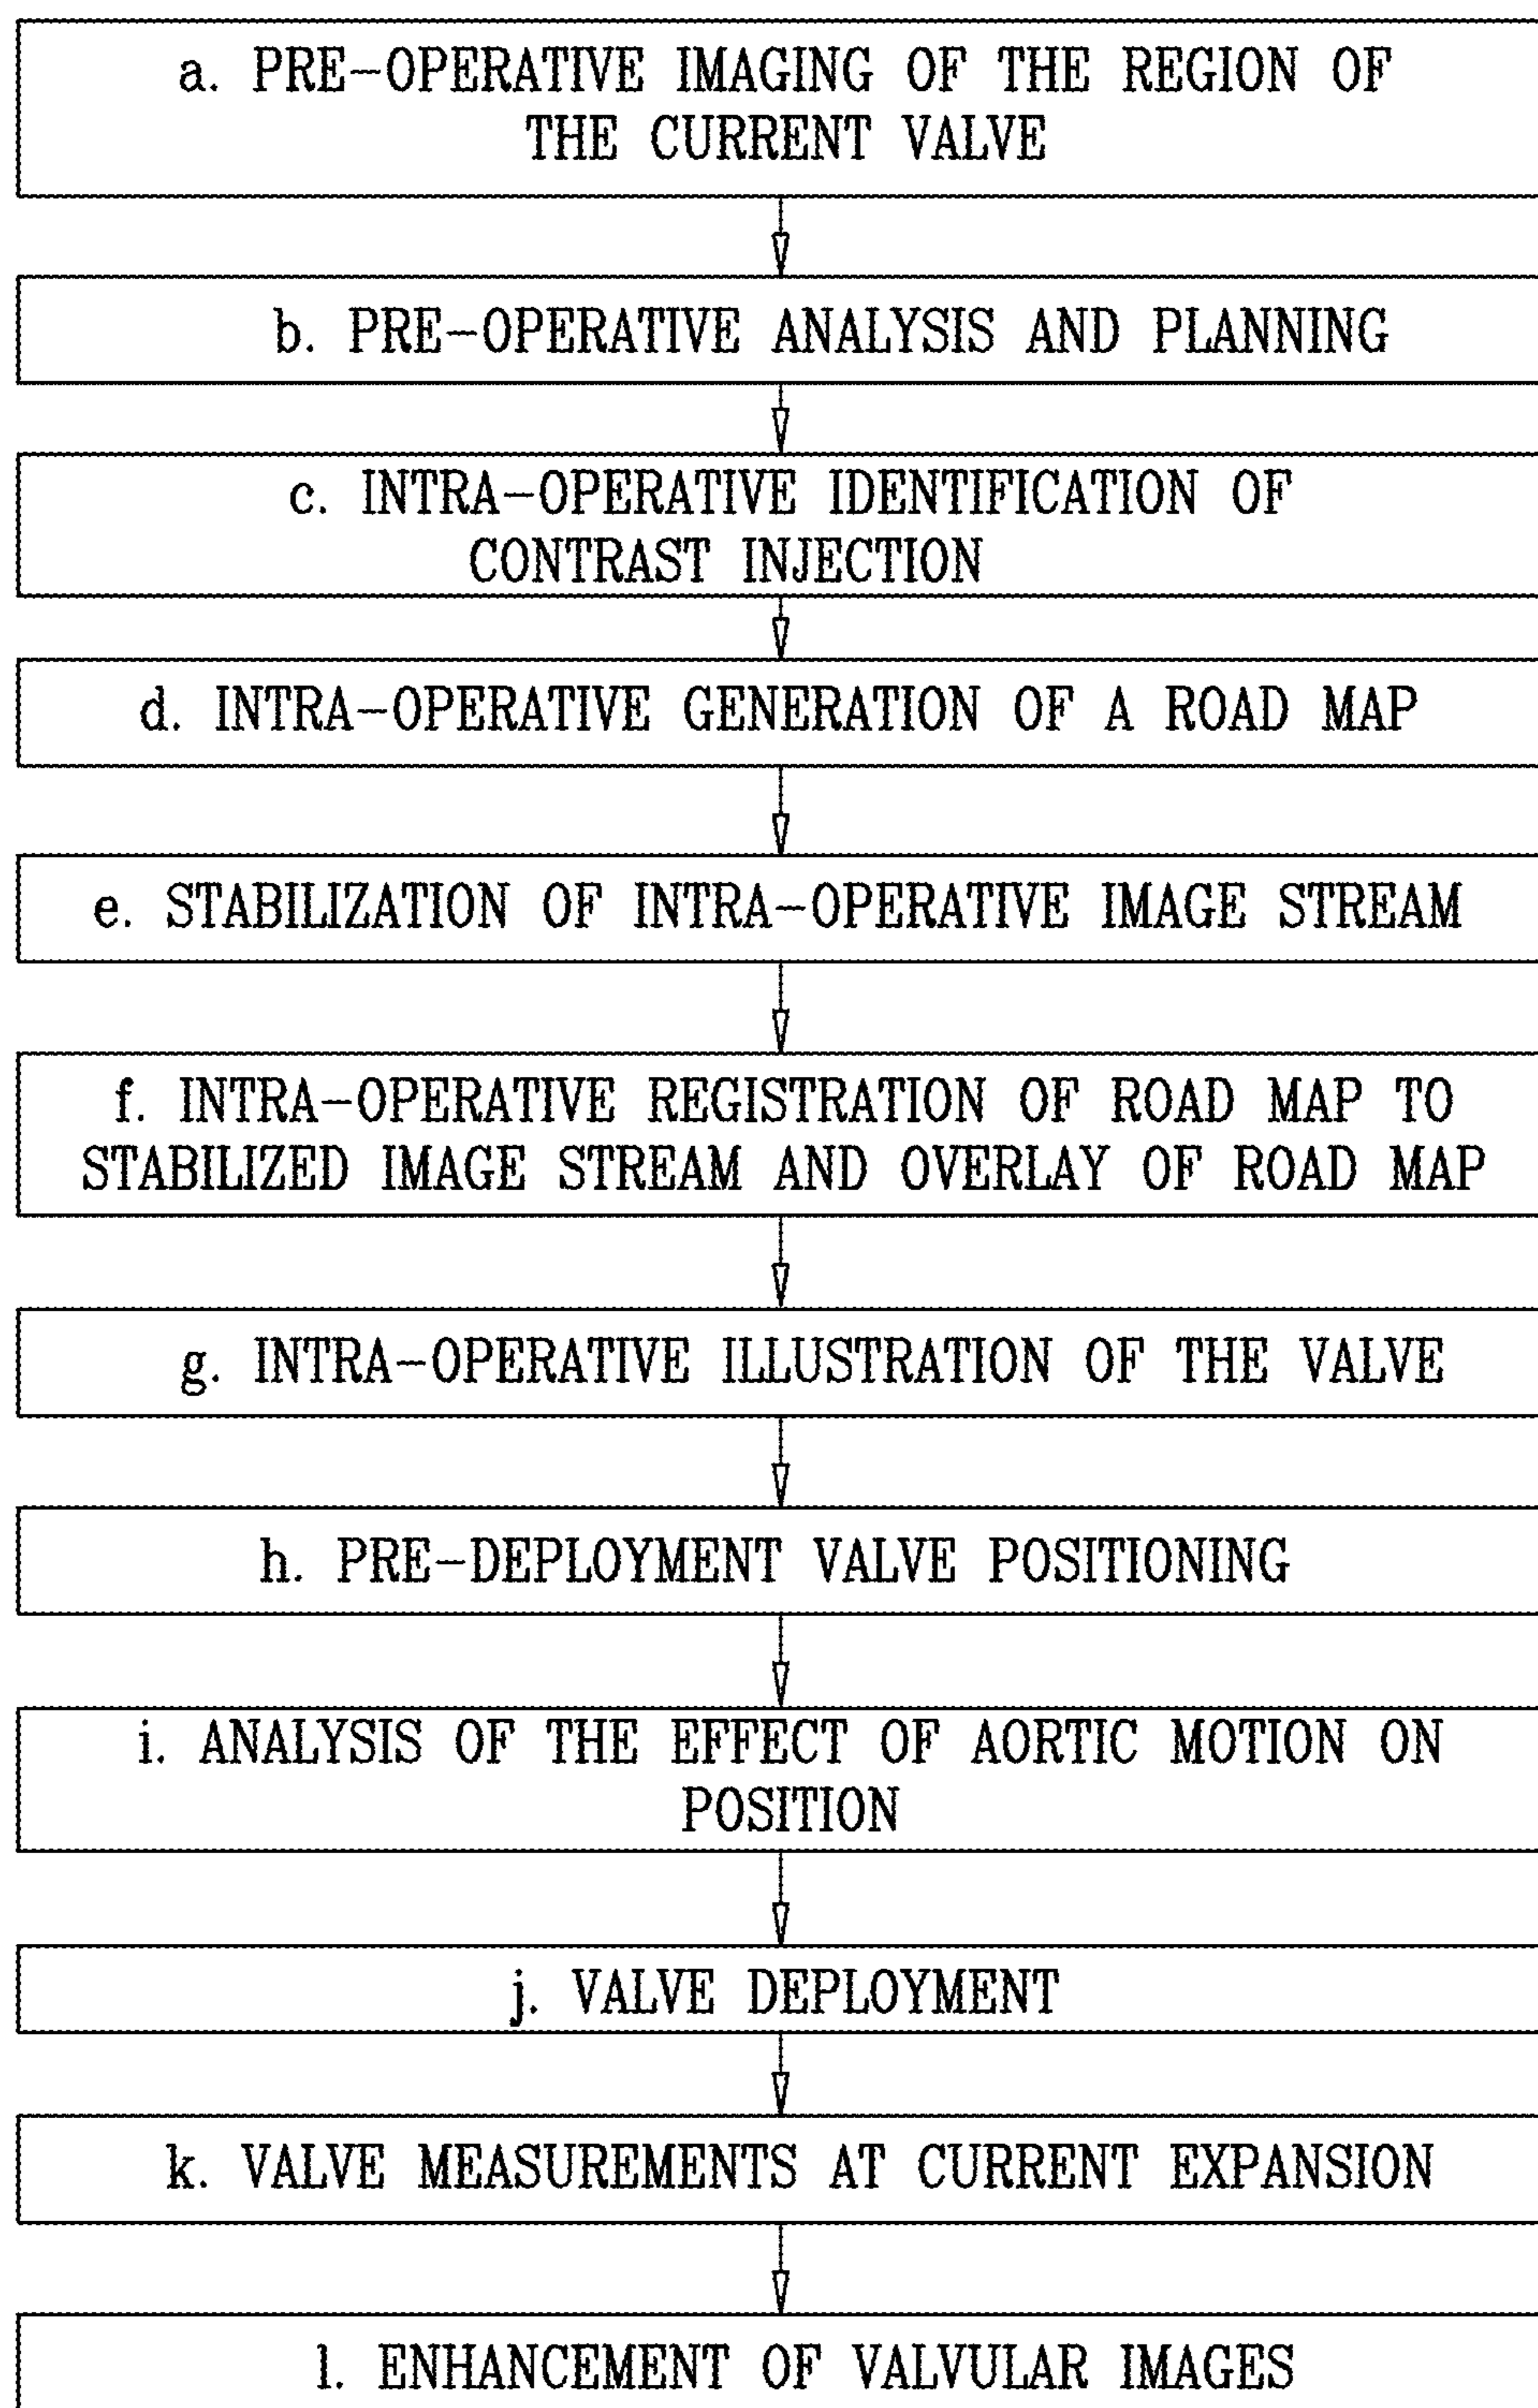 a. PRE-OPERATIVE IMAGING OF THE REGION OF
THE CURRENT VALVE
b. PRE-OPERATIVE ANALYSIS AND PLANNING
c. INTRA-OPERATIVE IDENTIFICATION OF
CONTRAST INJECTION
d. INTRA-OPERATIVE GENERATION OF A ROAD MAP
e. STABILIZATION OF INTRA-OPERATIVE IMAGE STREAM
f. INTRA-OPERATIVE REGISTRATION OF ROAD MAP TO
STABILIZED IMAGE STREAM AND OVERLAY OF ROAD MAP
g. INTRA-OPERATIVE ILLUSTRATION OF THE VALVE
h. PRE-DEPLOYMENT VALVE POSITIONING
i. ANALYSIS OF THE EFFECT OF AORTIC MOTION ON
POSITION
j. VALVE DEPLOYMENT
k. VALVE MEASUREMENTS AT CURRENT EXPANSION
l. ENHANCEMENT OF VALVULAR IMAGES